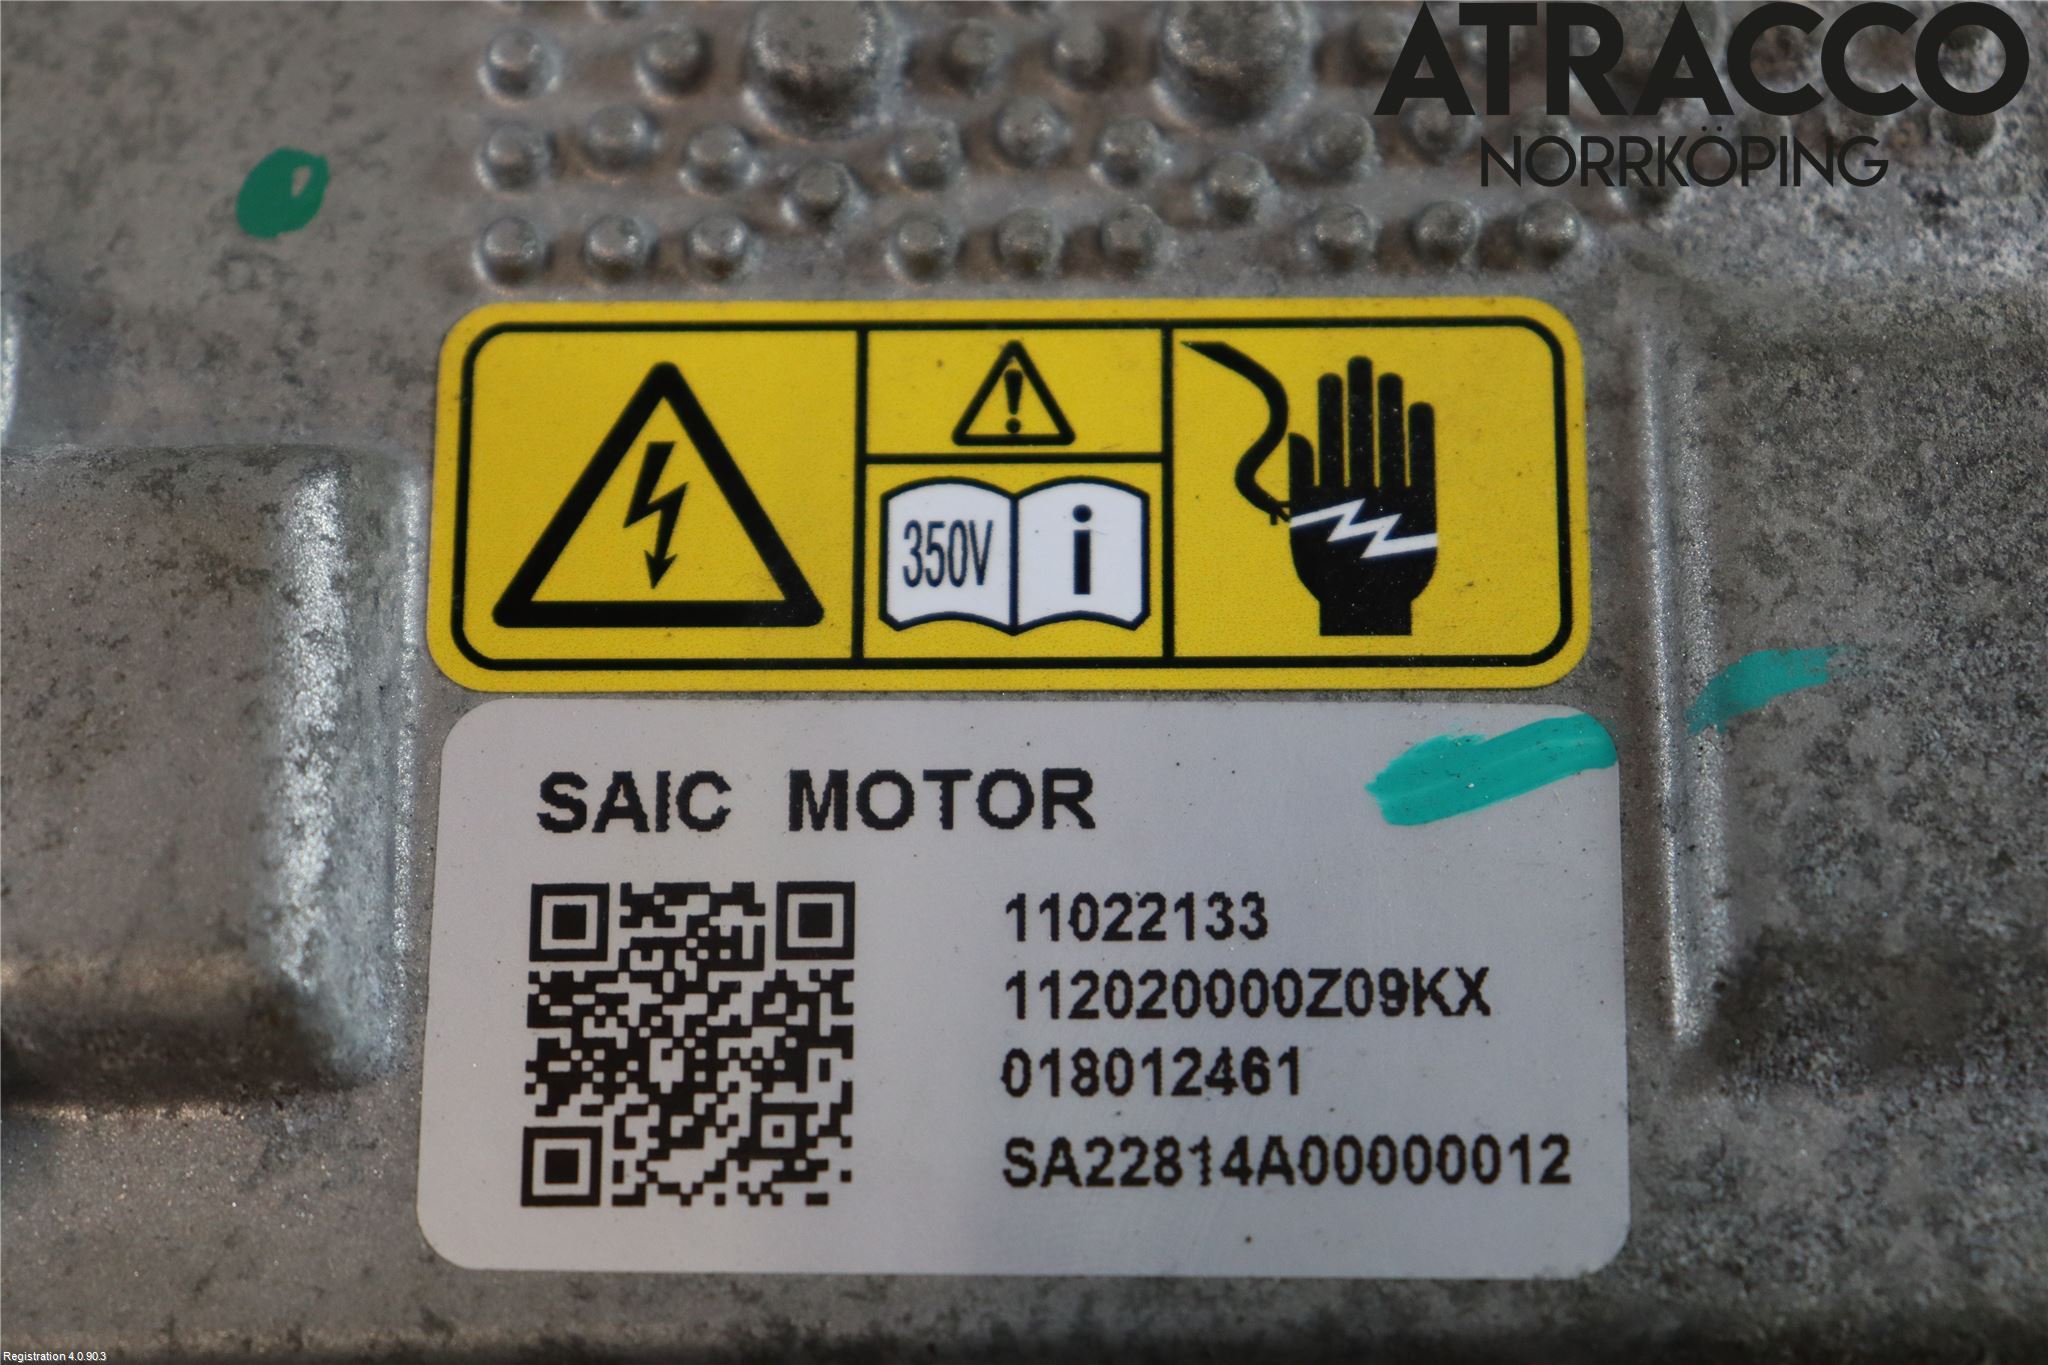 ATRACCO
NORRKÖPING
350V i
SAIC MOTOR
11022133
112020000Z09KX
018012461
SA22814A00000012
Registration 4.0.90.3